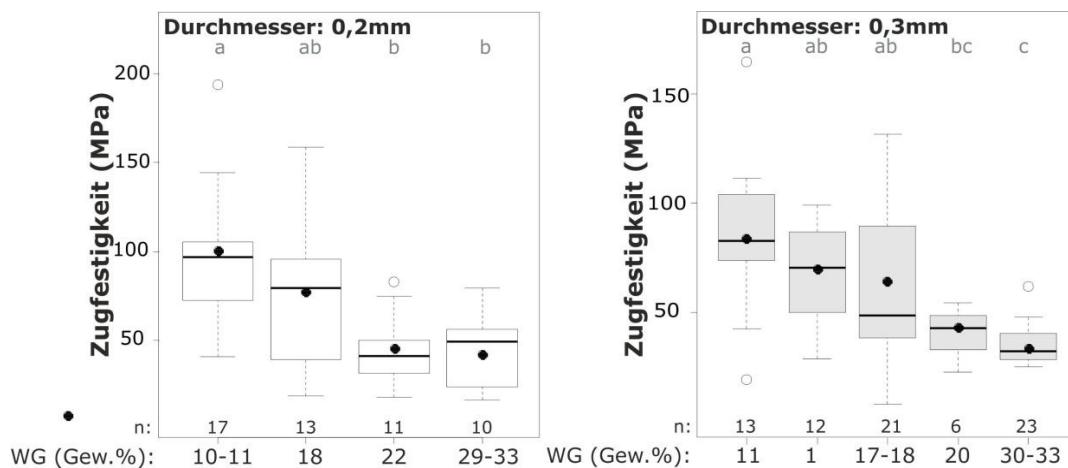 Durchmesser: 0,2mm
a ab b b
Zugfestigkeit (MPa)
200
150
100
50
n: 17 13 11 10
WG (Gew.%): 10-11 18 22 29-33
Durchmesser: 0,3mm
a ab ab bc c
Zugfestigkeit (MPa)
150
100
50
n: 13 12 21 6 23
WG (Gew.%): 11 1 17-18 20 30-33